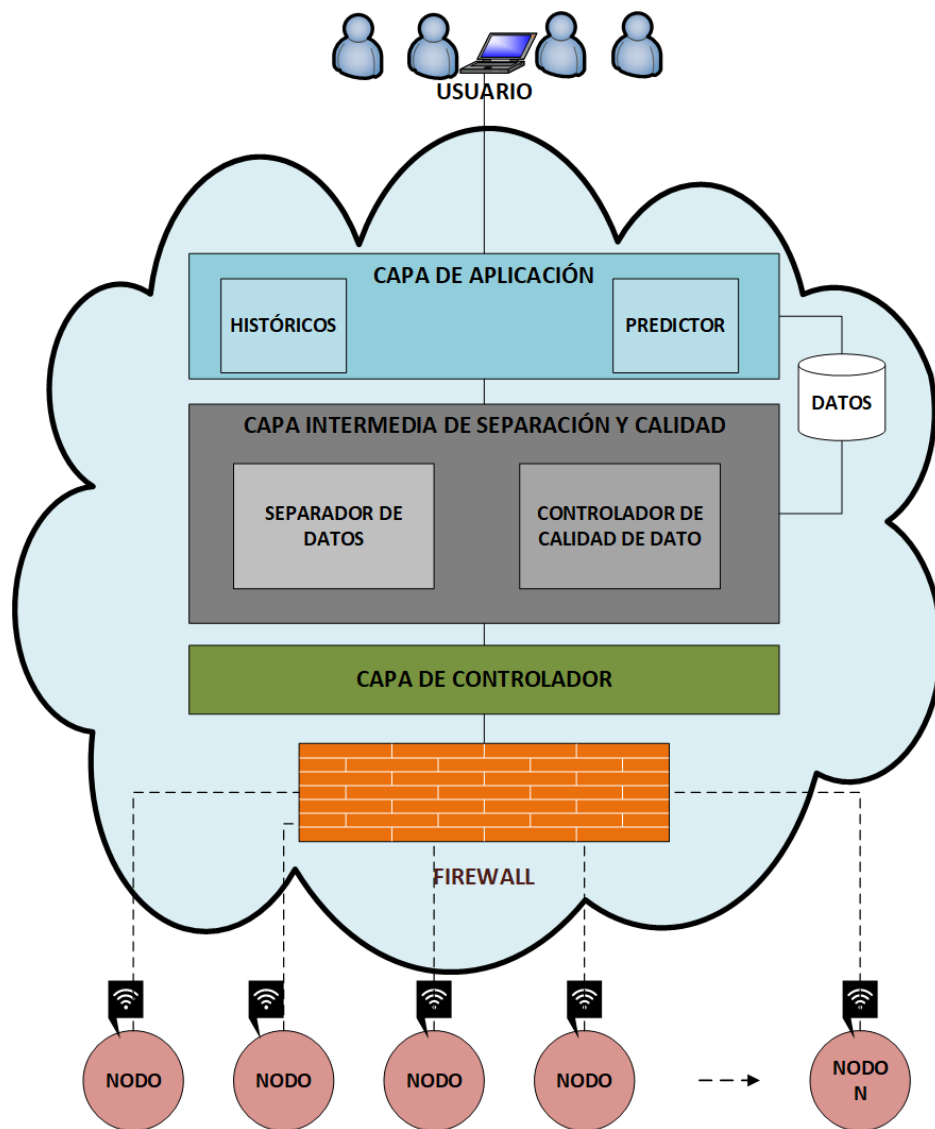 USUARIO
CAPA DE APLICACIÓN
HISTÓRICOS
PREDICTOR
DATOS
CAPA INTERMEDIA DE SEPARACIÓN Y CALIDAD
SEPARADOR DE
DATOS
CONTROLADOR DE
CALIDAD DE DATO
CAPA DE CONTROLADOR
FIREWALL
NODO
NODO
NODO
NODO
NODO
N